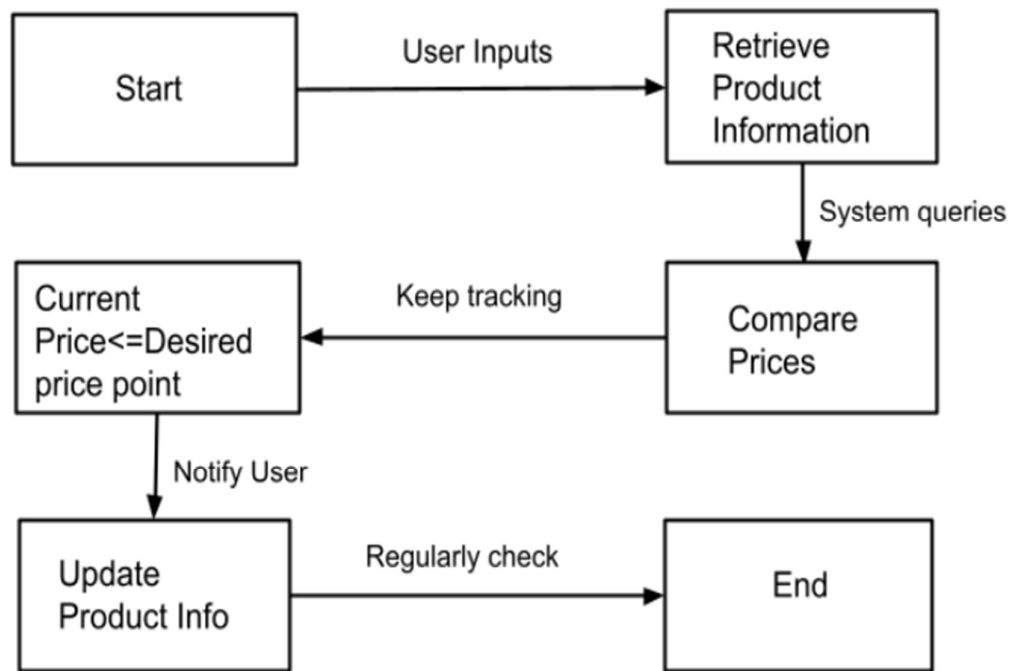 Start
User Inputs
Retrieve
Product
Information
System queries
Compare
Prices
Keep tracking
Current
Price<=Desired
price point
Notify User
Update
Product Info
Regularly check
End